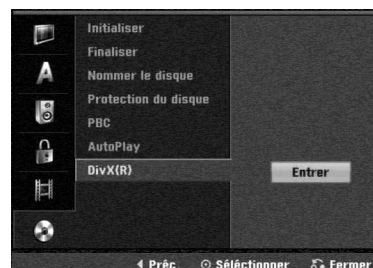 Initialiser
Finaliser
Nommer le disque
Protection du disque
PBC
AutoPlay
DivX(R)
Entrer
Préc Séléctionner Fermer